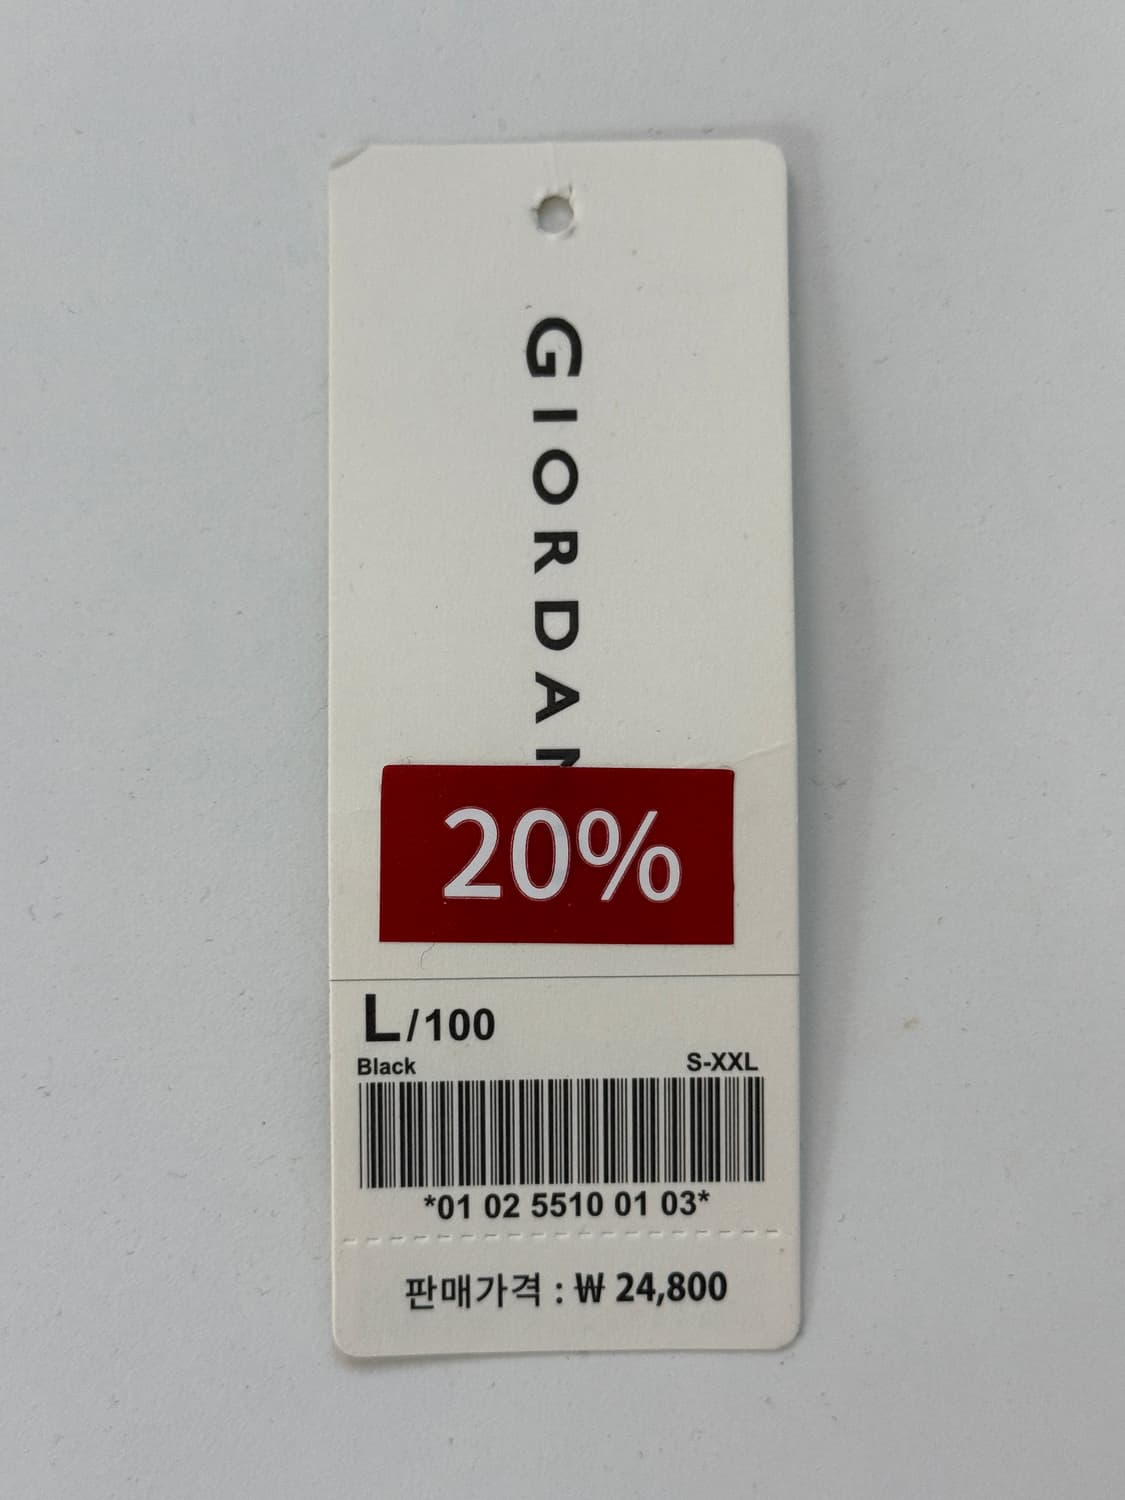 GIORDAN
20%
L/100
Black S-XXL
*01 02 5510 01 03*
판매가격 : ₩ 24,800